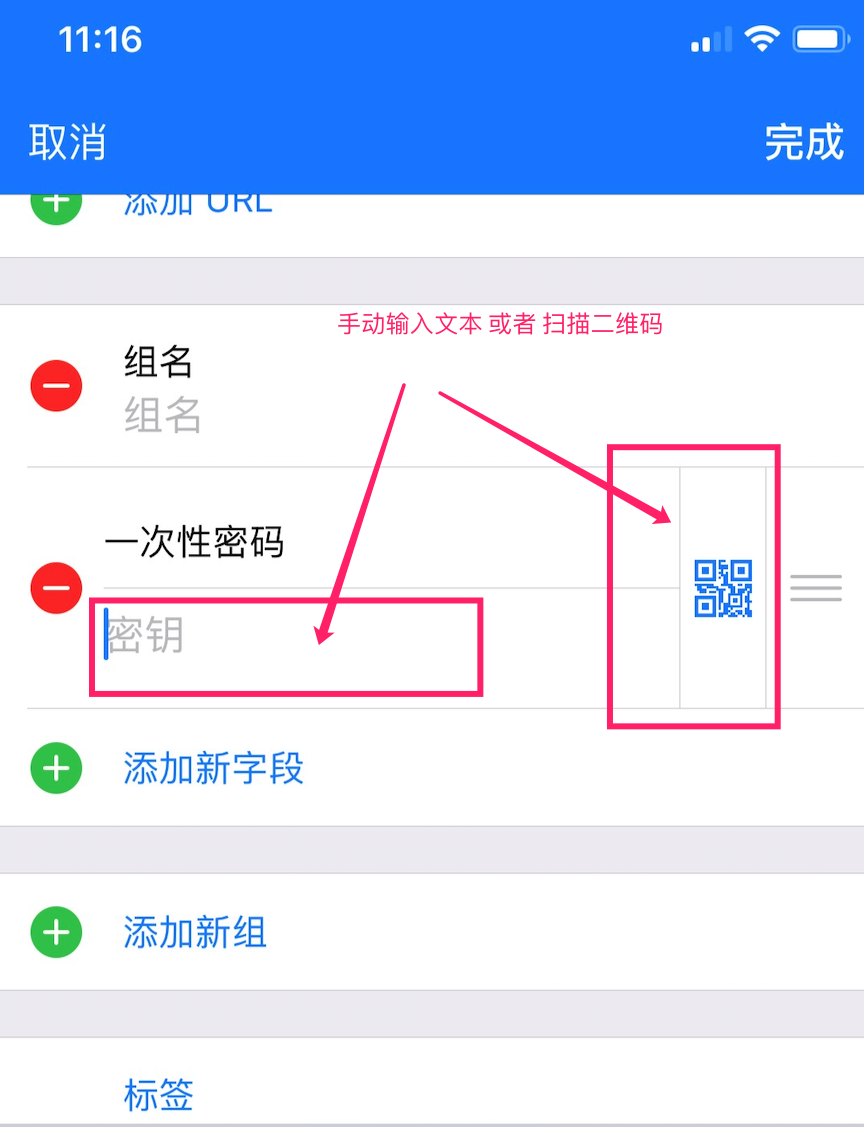 11:16
取消
完成
添加 URL
手动输入文本 或者 扫描二维码
组名
组名
一次性密码
密钥
添加新字段
添加新组
标签